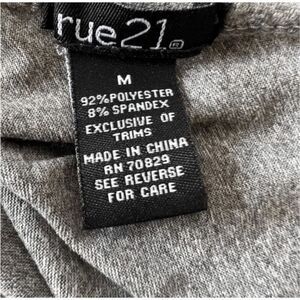 rue21®
M
92%POLYESTER
8% SPANDEX
EXCLUSIVE OF
TRIMS
MADE IN CHINA
RN 70829
SEE REVERSE
FOR CARE